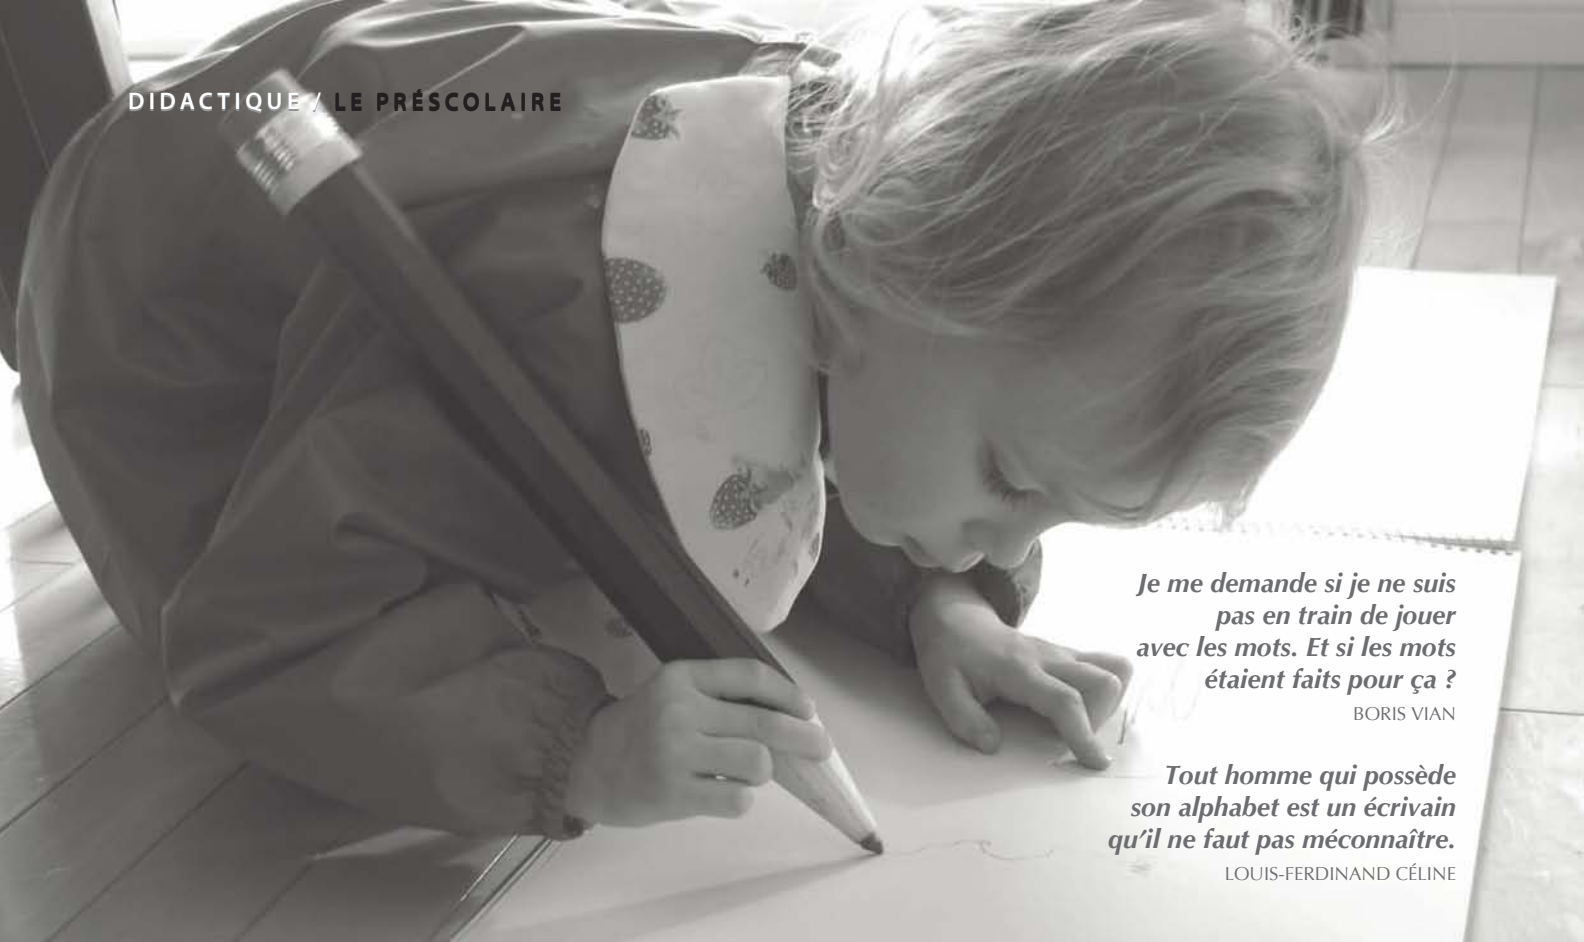 DIDACTIQUE / LE PRÉSCOLAIRE
Je me demande si je ne suis
pas en train de jouer
avec les mots. Et si les mots
étaient faits pour ça ?
BORIS VIAN
Tout homme qui possède
son alphabet est un écrivain
qu’il ne faut pas méconnaître.
LOUIS-FERDINAND CÉLINE